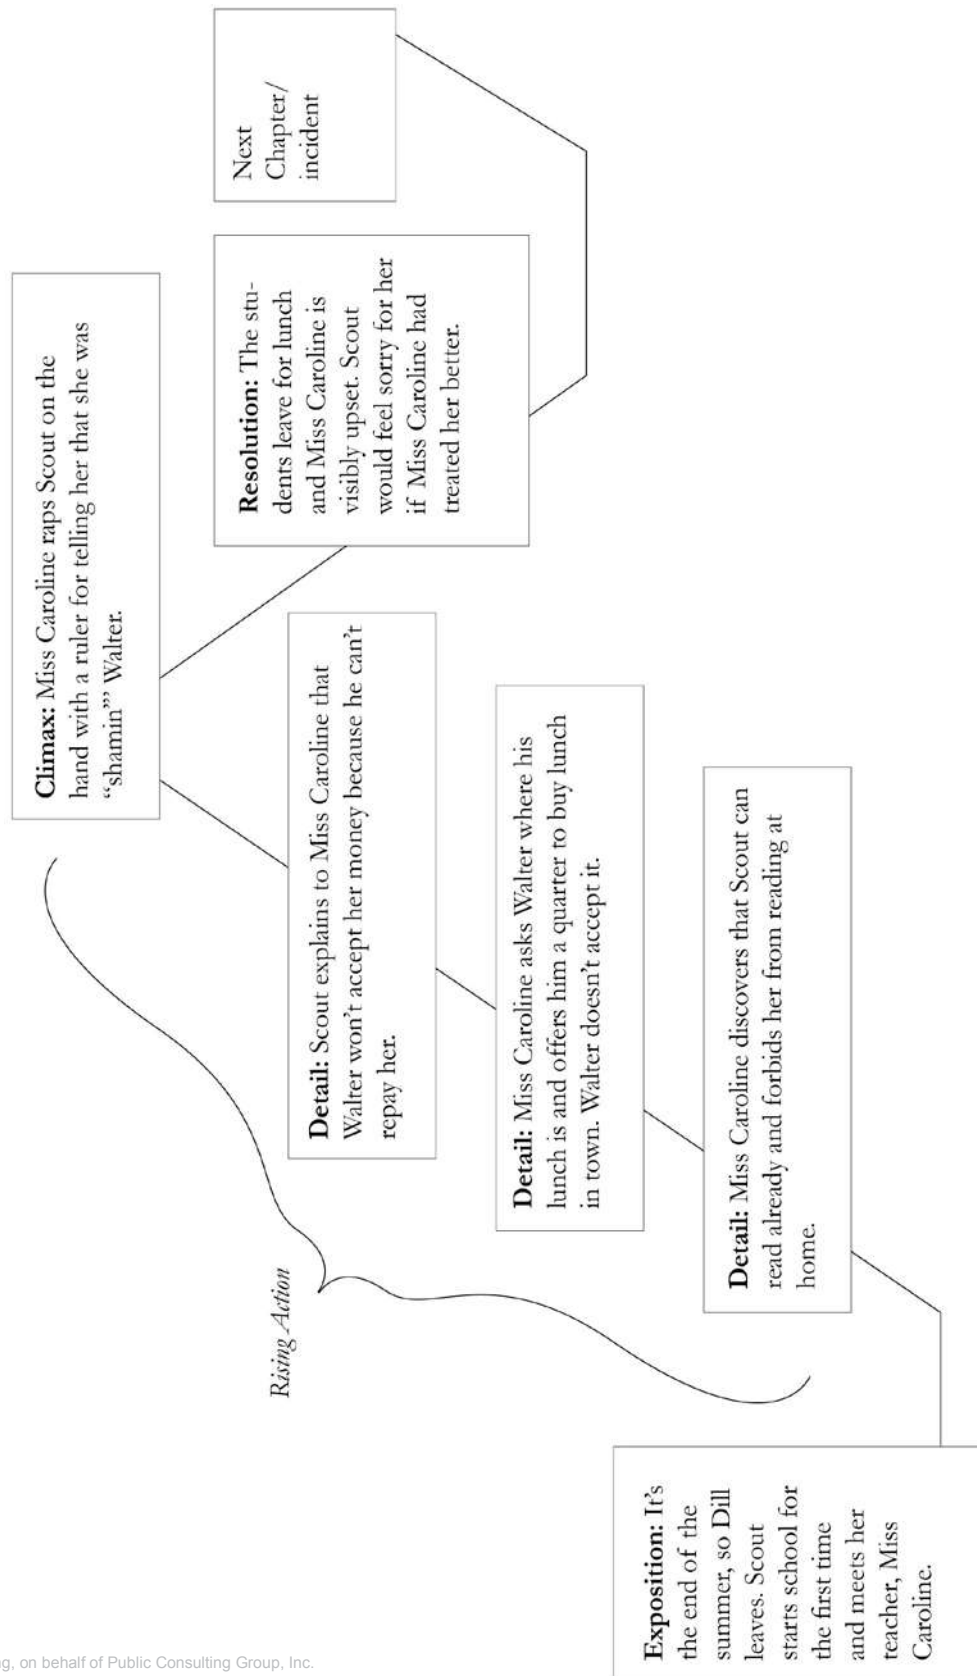 Exposition: It’s
the end of the
summer, so Dill
leaves. Scout
starts school for
the first time
and meets her
teacher, Miss
Caroline.
Rising Action
Detail: Miss Caroline discovers that Scout can
read already and forbids her from reading at
home.
Detail: Miss Caroline asks Walter where his
lunch is and offers him a quarter to buy lunch
in town. Walter doesn’t accept it.
Detail: Scout explains to Miss Caroline that
Walter won’t accept her money because he can’t
repay her.
Climax: Miss Caroline raps Scout on the
hand with a ruler for telling her that she was
“shamin’” Walter.
Resolution: The stu-
dents leave for lunch
and Miss Caroline is
visibly upset. Scout
would feel sorry for her
if Miss Caroline had
treated her better.
Next
Chapter/
incident
on behalf of Public Consulting Group, Inc.